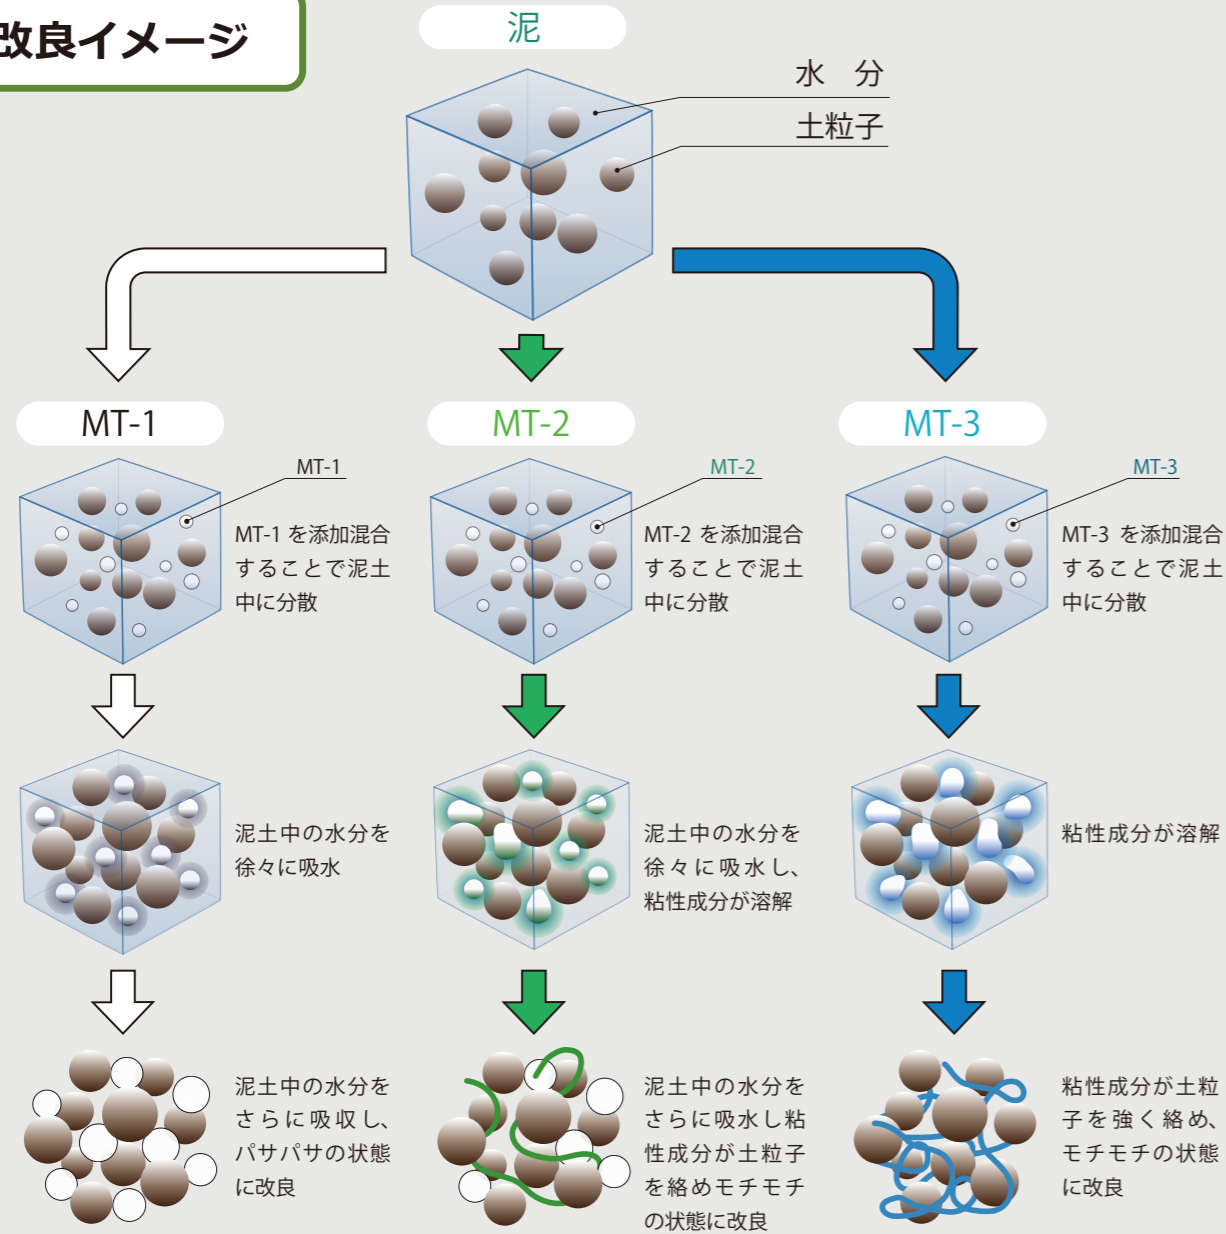 改良イメージ
泥
水　分
土粒子
MT-1
MT-1
MT-1 を添加混合
することで泥土
中に分散
泥土中の水分を
徐々に吸水
泥土中の水分を
さらに吸収し、
パサパサの状態
に改良
MT-2
MT-2
MT-2 を添加混合
することで泥土
中に分散
泥土中の水分を
徐々に吸水し、
粘性成分が溶解
泥土中の水分を
さらに吸水し粘
性成分が土粒子
を絡めモチモチ
の状態に改良
MT-3
MT-3
MT-3 を添加混合
することで泥土
中に分散
粘性成分が溶解
粘性成分が土粒
子を強く絡め、
モチモチの状態
に改良